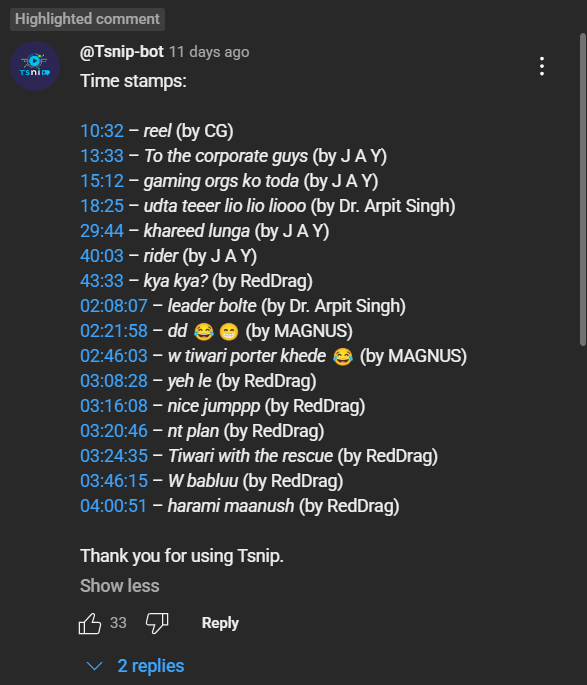 Highlighted comment
TSNIP
@Tsnip-bot 11 days ago
Time stamps:
10:32 – reel (by CG)
13:33 – To the corporate guys (by J A Y)
15:12 – gaming orgs ko toda (by J A Y)
18:25 – udta teeer lio lio liooo (by Dr. Arpit Singh)
29:44 – khareed lunga (by J A Y)
40:03 – rider (by J A Y)
43:33 – kya kya? (by RedDrag)
02:08:07 – leader bolte (by Dr. Arpit Singh)
02:21:58 – dd 😂 😁 (by MAGNUS)
02:46:03 – w tiwari porter khede 😂 (by MAGNUS)
03:08:28 – yeh le (by RedDrag)
03:16:08 – nice jumppp (by RedDrag)
03:20:46 – nt plan (by RedDrag)
03:24:35 – Tiwari with the rescue (by RedDrag)
03:46:15 – W babluu (by RedDrag)
04:00:51 – harami maanush (by RedDrag)
Thank you for using Tsnip.
Show less
33 Reply
2 replies